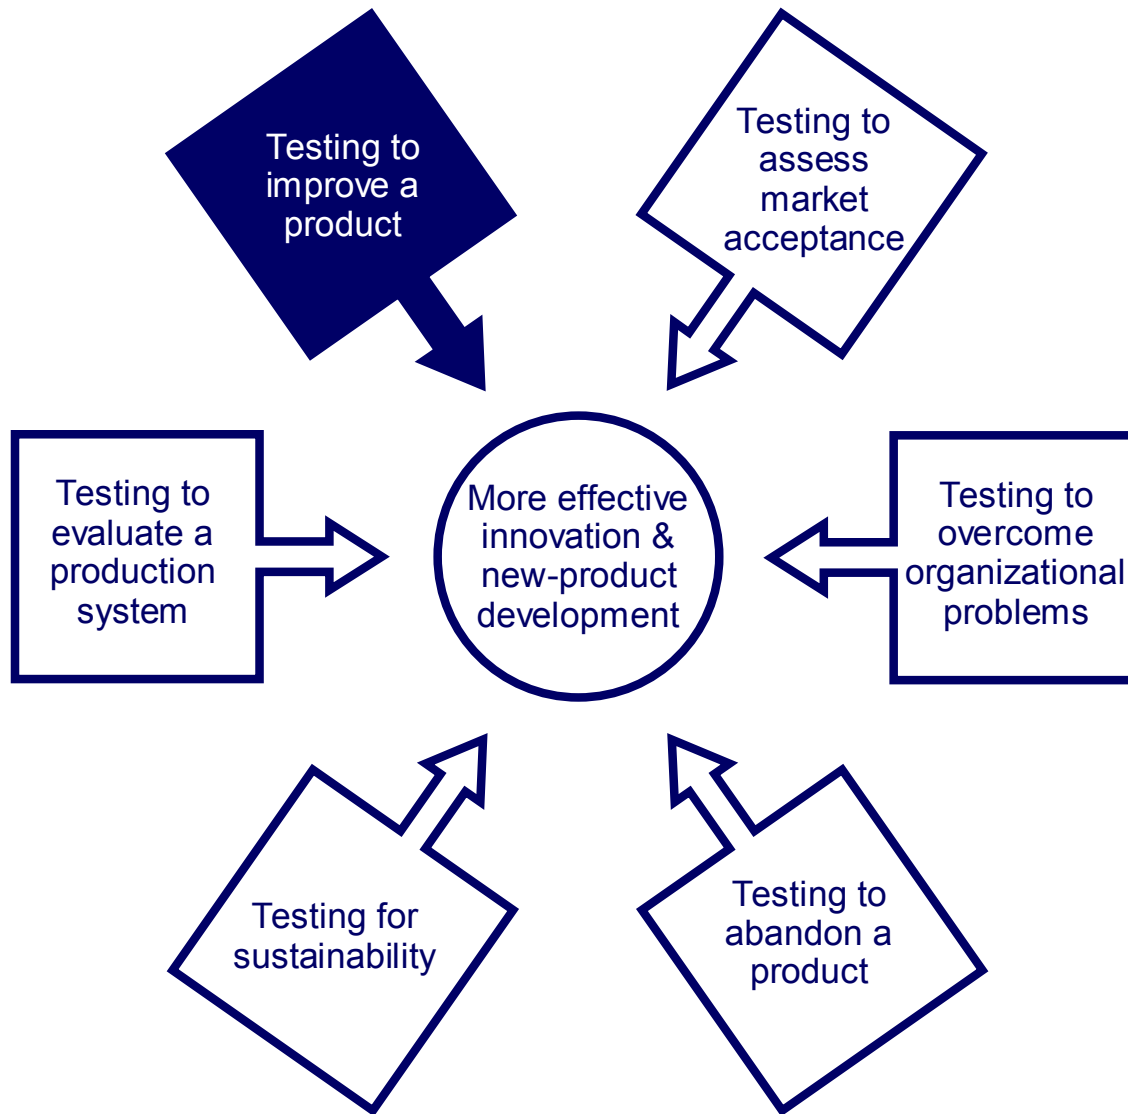 Testing to
improve a
product
Testing to
assess
market
acceptance
Testing to
evaluate a
production
system
More effective
innovation &
new-product
development
Testing to
overcome
organizational
problems
Testing for
sustainability
Testing to
abandon a
product